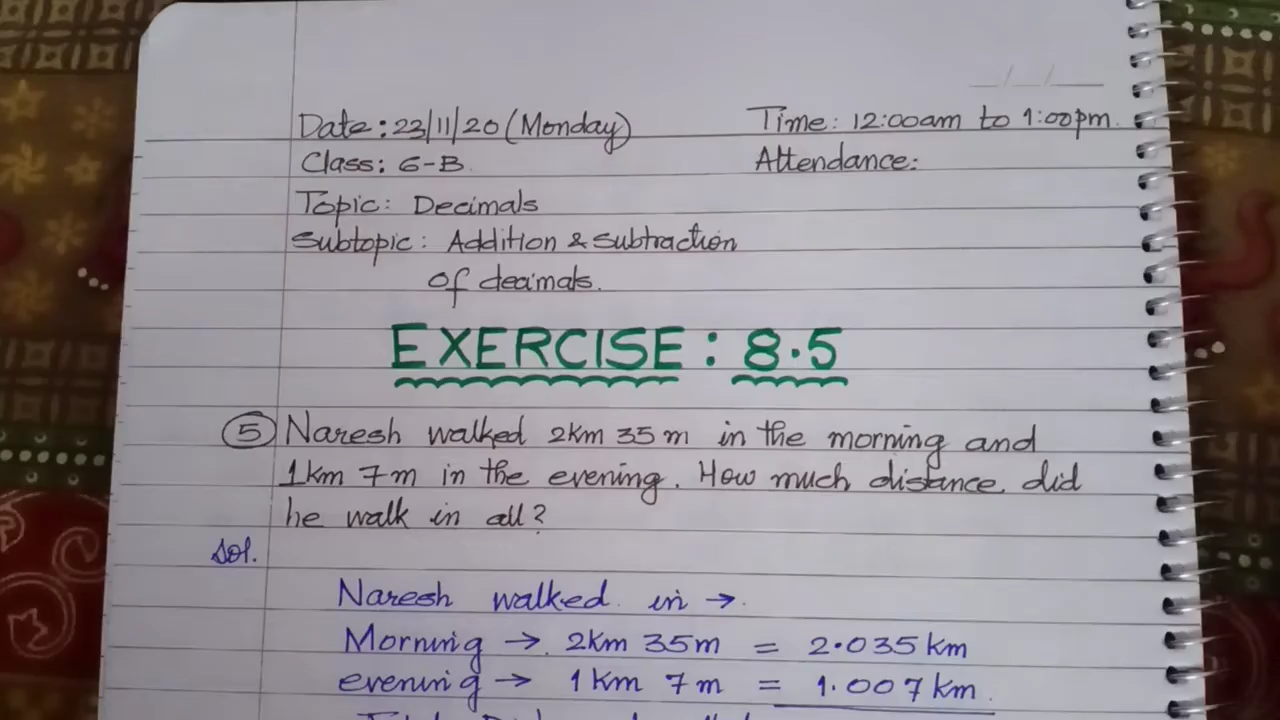 Date: 23/11/20 (Monday) Time: 12:00am to 1:00pm.
Class: 6-B. Attendance:
Topic: Decimals
Subtopic: Addition & Subtraction
of decimals.
EXERCISE: 8.5
5 Naresh walked 2km 35m in the morning and
1km 7m in the evening. How much distance did
he walk in all?
Sol.
Naresh walked in →
Morning → 2km 35m = 2.035 km
evening → 1km 7m = 1.007 km.